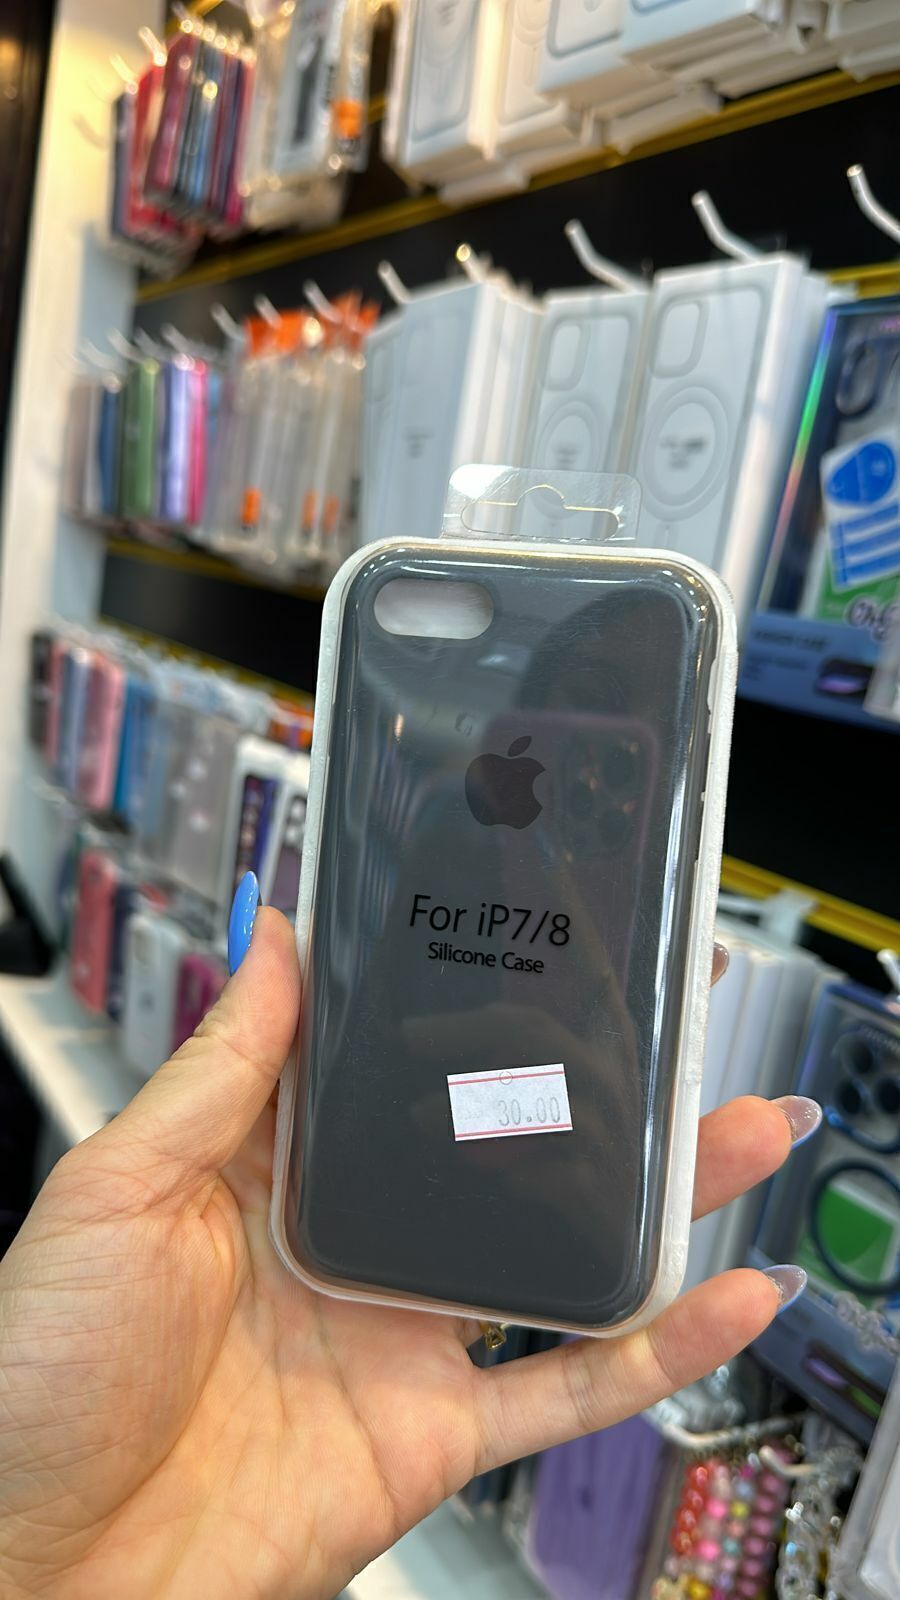 For iP7/8
Silicone Case
30.00